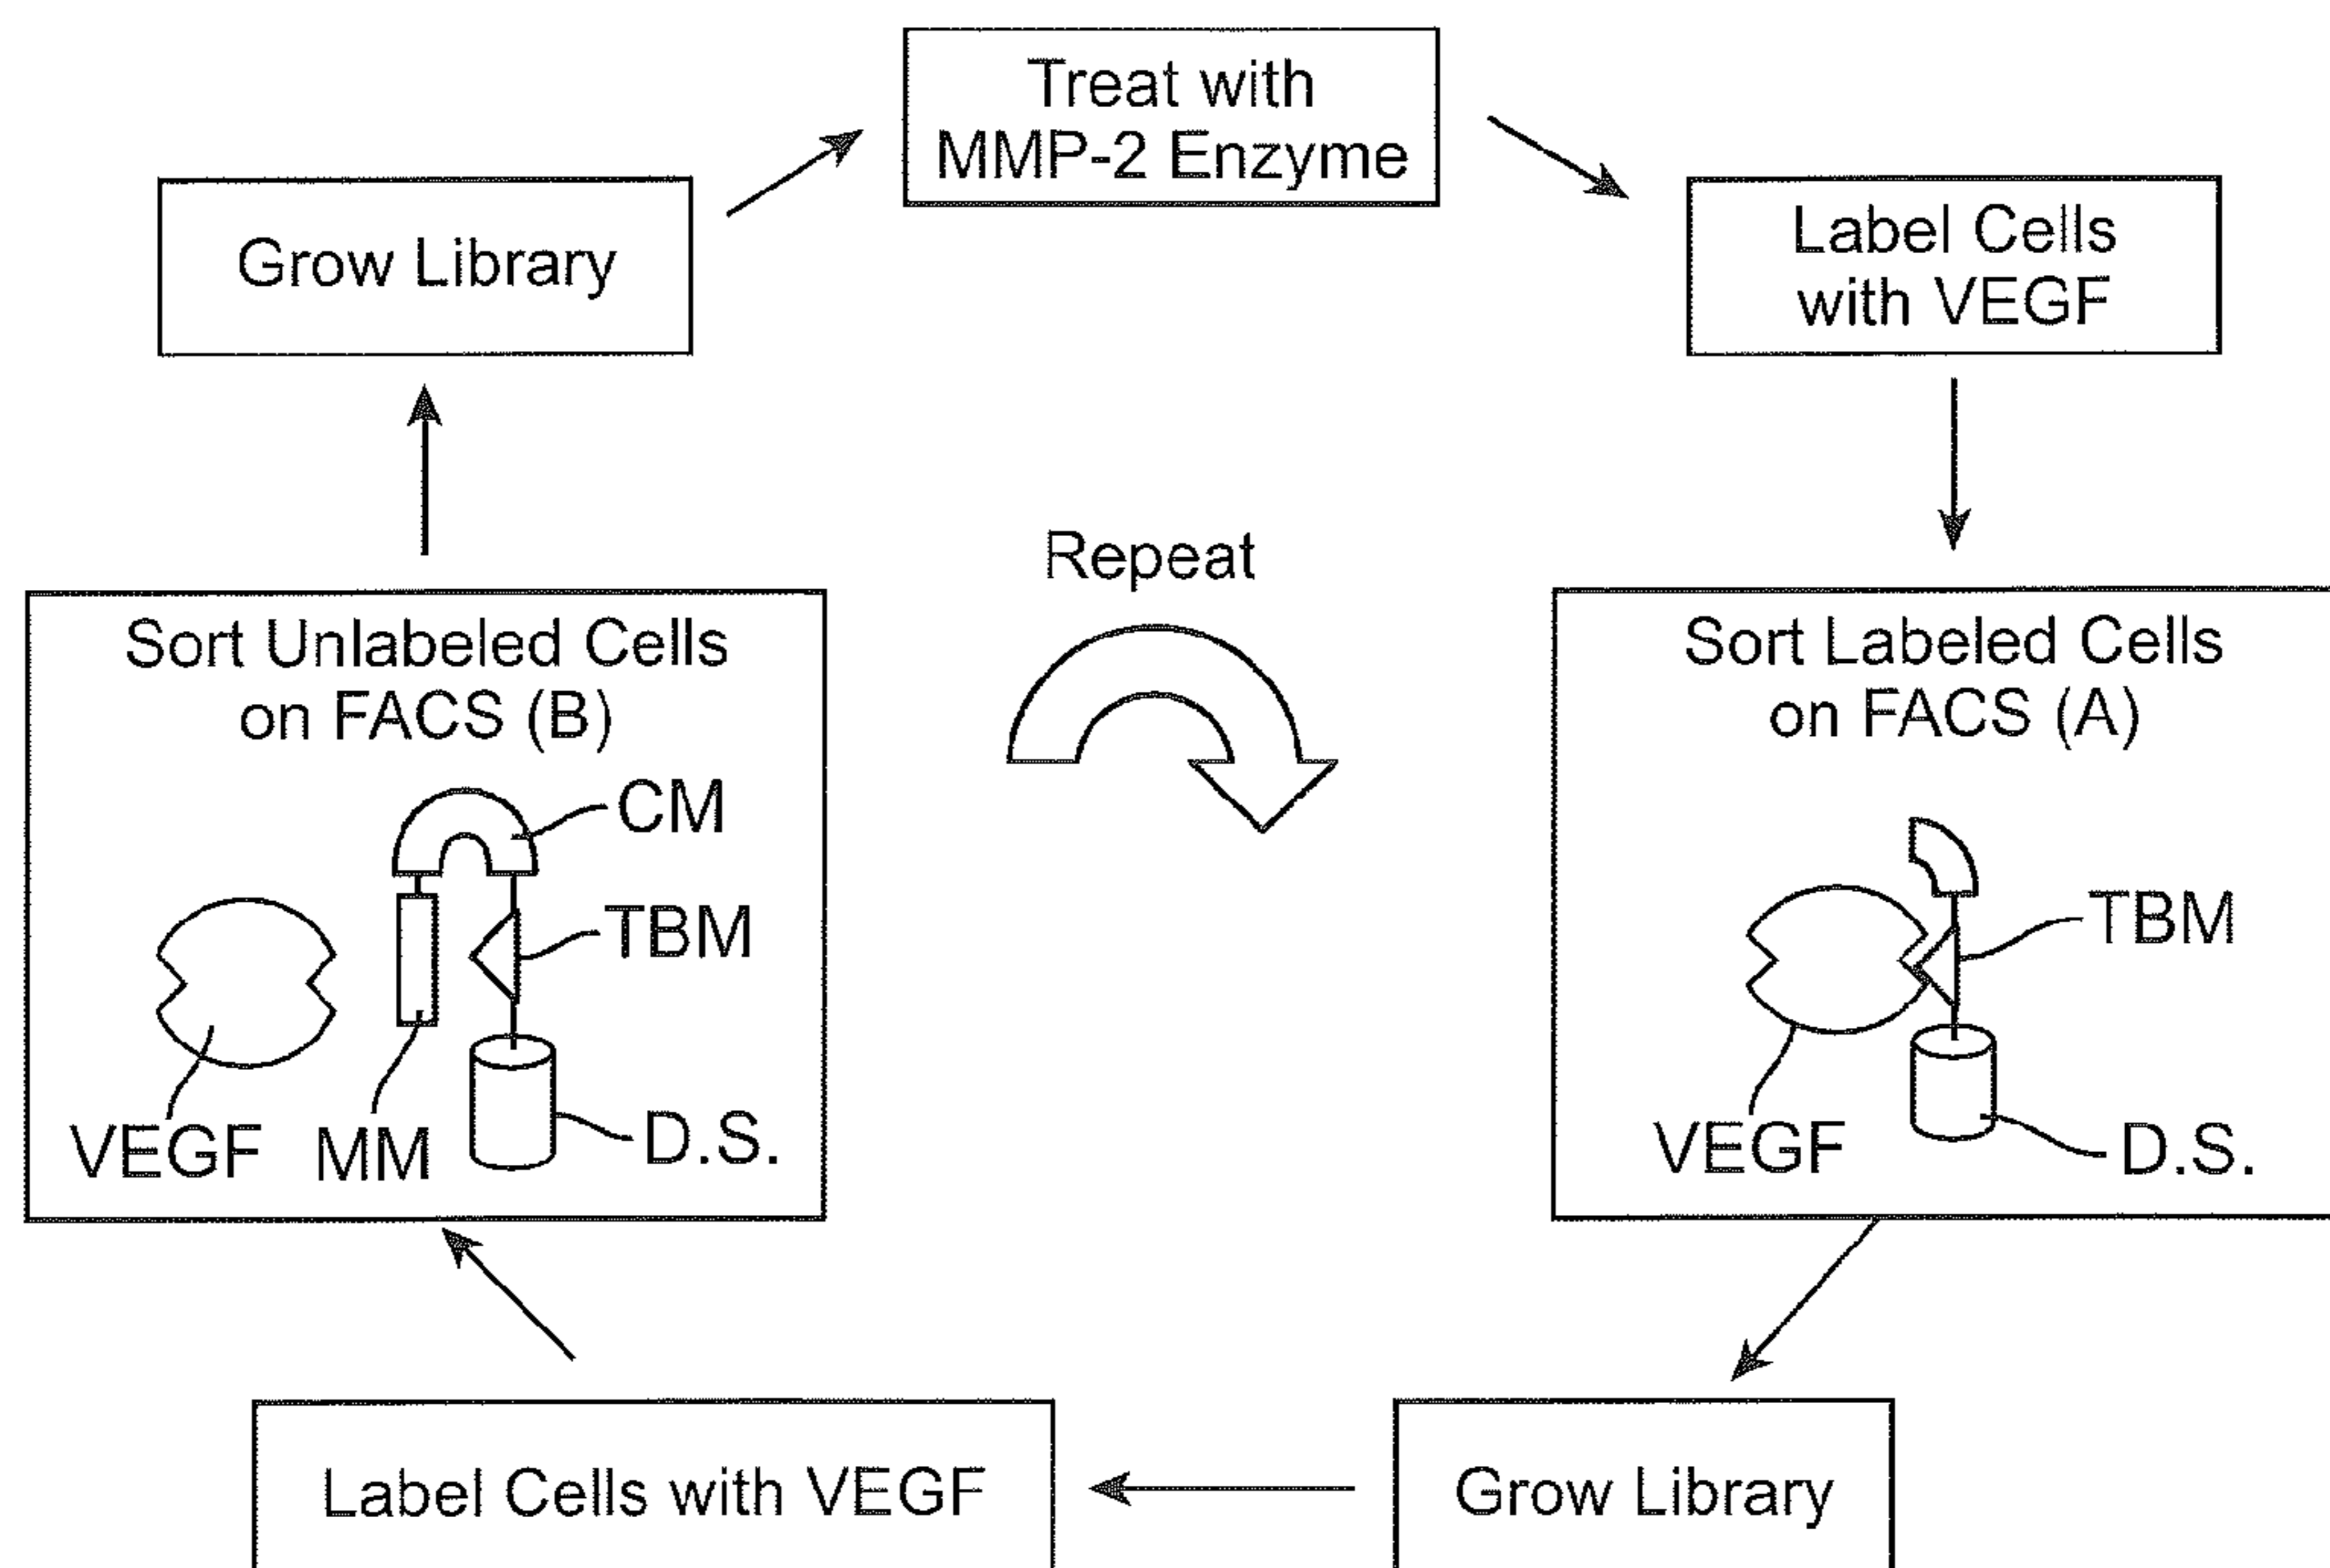 Treat with
MMP-2 Enzyme
Grow Library
Label Cells
with VEGF
Repeat
Sort Unlabeled Cells
on FACS (B)
CM
TBM
VEGF
MM
D.S.
Sort Labeled Cells
on FACS (A)
TBM
VEGF
D.S.
Label Cells with VEGF
Grow Library